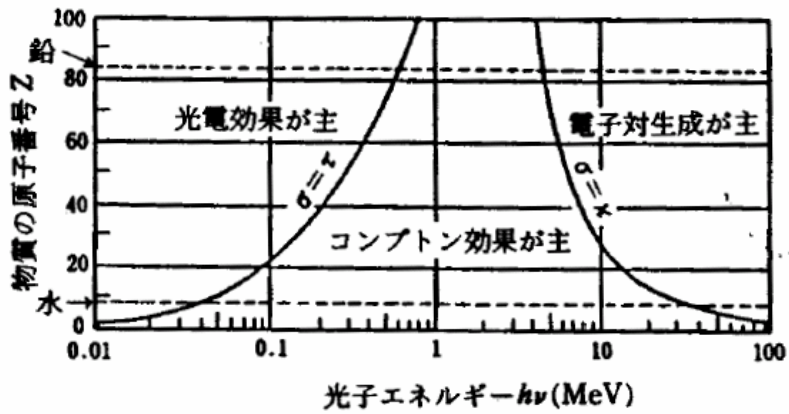 100
鉛
80
光電効果が主
電子対生成が主
60
σ=τ
σ=κ
40
コンプトン効果が主
20
水
0
物質の原子番号Z
0.01 0.1 1 10 100
光子エネルギーhν(MeV)